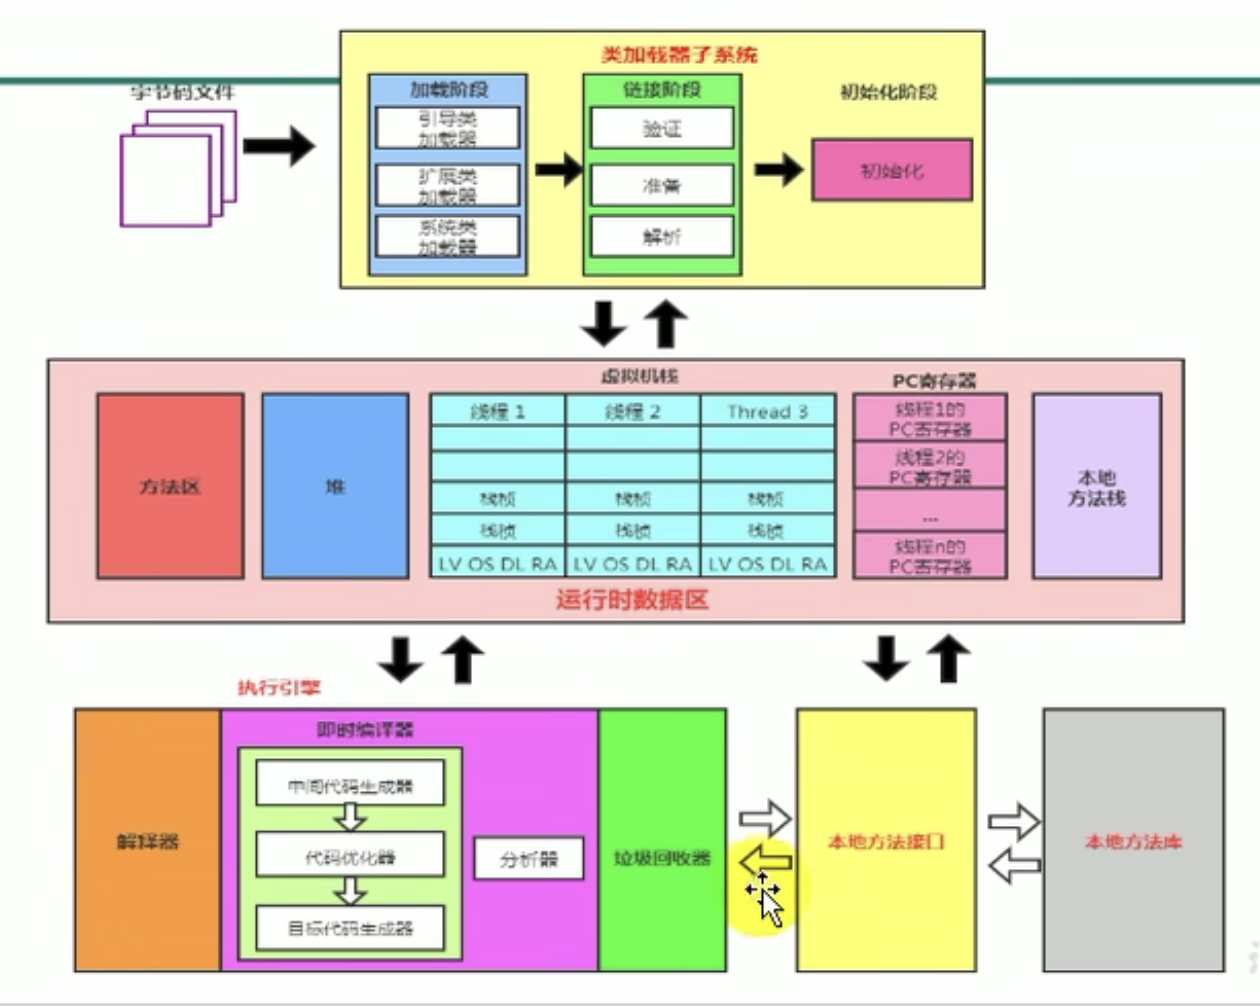 类加载器子系统
字节码文件
加载阶段
链接阶段
初始化阶段
引导类
加载器
验证
扩展类
加载器
准备
初始化
系统类
加载器
解析
虚拟机栈
PC寄存器
线程 1
线程 2
Thread 3
线程1的
PC寄存器
线程2的
PC寄存器
方法区
堆
本地
方法栈
栈桢
栈桢
栈桢
...
栈桢
栈桢
栈桢
线程n的
PC寄存器
LV OS DL RA
LV OS DL RA
LV OS DL RA
运行时数据区
执行引擎
即时编译器
中间代码生成器
解释器
代码优化器
分析器
垃圾回收器
本地方法接口
本地方法库
目标代码生成器